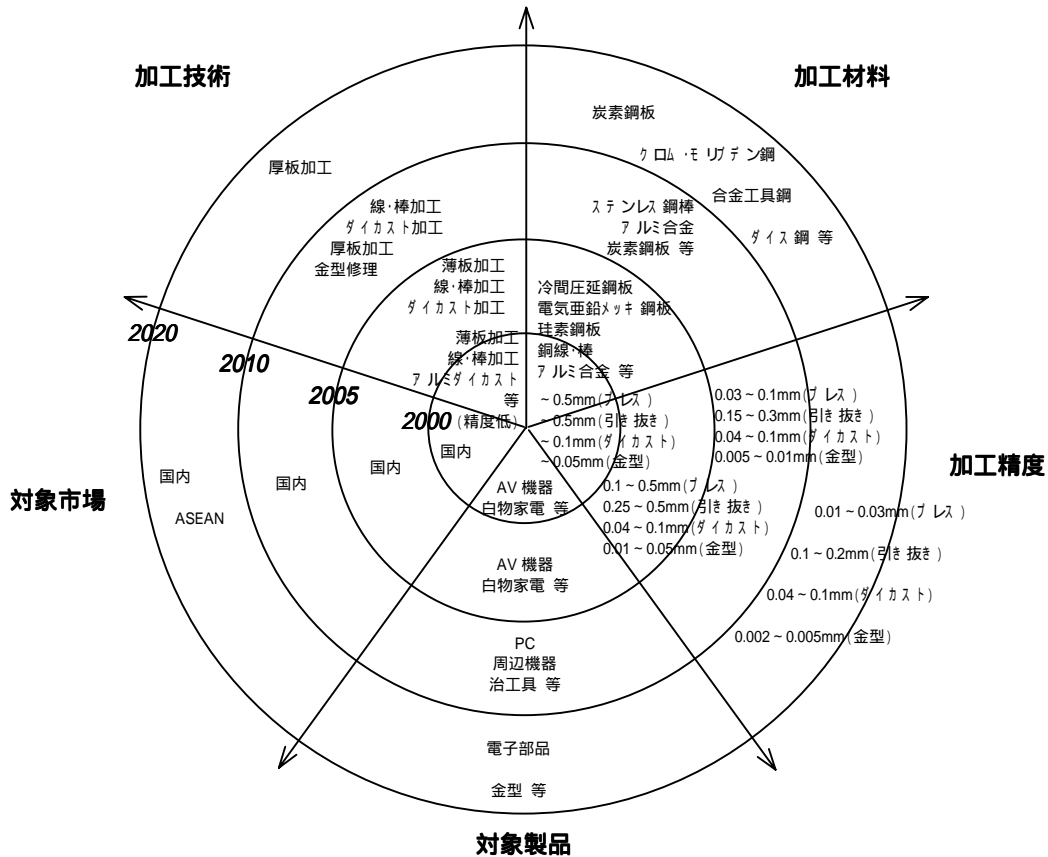 加工技術
加工材料
炭素鋼板
クロム・モリブデン鋼
合金工具鋼
ダイス鋼 等
厚板加工
線・棒加工
ダイカスト加工
厚板加工
金型修理
ステンレス鋼棒
アルミ合金
炭素鋼板 等
薄板加工
線・棒加工
ダイカスト加工
冷間圧延鋼板
電気亜鉛メッキ鋼板
珪素鋼板
銅線・棒
アルミ合金 等
薄板加工
線・棒加工
アルミダイカスト
等
(精度低)
2020
2010
2005
2000
~0.5mm(プレス)
~0.5mm(引き抜き)
~0.1mm(ダイカスト)
~0.05mm(金型)
0.03~0.1mm(プレス)
0.15~0.3mm(引き抜き)
0.04~0.1mm(ダイカスト)
0.005~0.01mm(金型)
加工精度
0.1~0.5mm(プレス)
0.25~0.5mm(引き抜き)
0.04~0.1mm(ダイカスト)
0.01~0.05mm(金型)
0.01~0.03mm(プレス)
0.1~0.2mm(引き抜き)
0.04~0.1mm(ダイカスト)
0.002~0.005mm(金型)
対象市場
国内
ASEAN
国内
国内
国内
AV機器
白物家電 等
AV機器
白物家電 等
PC
周辺機器
治工具 等
電子部品
金型 等
対象製品